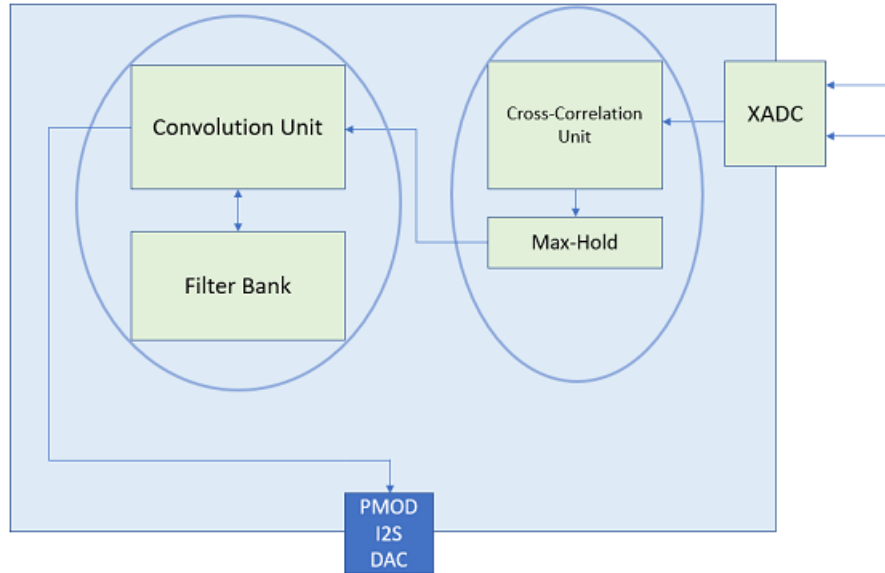 Convolution Unit
Cross-Correlation
Unit
XADC
Max-Hold
Filter Bank
PMOD
I2S
DAC